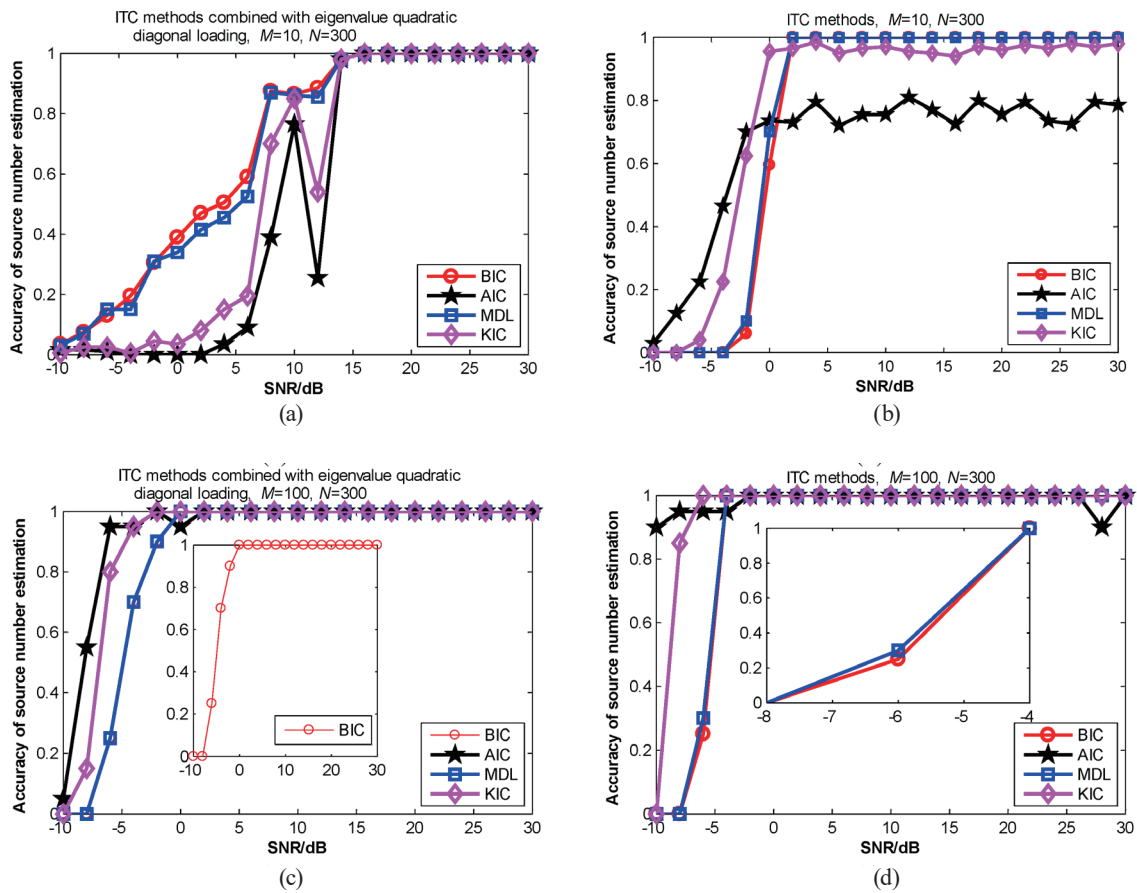 ITC methods combined with eigenvalue quadratic
diagonal loading, M=10, N=300
Accuracy of source number estimation
1
0.8
0.6
0.4
0.2
0
-10 -5 0 5 10 15 20 25 30
SNR/dB
BIC
AIC
MDL
KIC
(a)
ITC methods, M=10, N=300
Accuracy of source number estimation
1
0.8
0.6
0.4
0.2
0
-10 -5 0 5 10 15 20 25 30
SNR/dB
BIC
AIC
MDL
KIC
(b)
ITC methods combined with eigenvalue quadratic
diagonal loading, M=100, N=300
Accuracy of source number estimation
1
0.8
0.6
0.4
0.2
0
-10 -5 0 5 10 15 20 25 30
SNR/dB
1
0.8
0.6
0.4
0.2
0
-10 0 10 20 30
BIC
BIC
AIC
MDL
KIC
(c)
ITC methods, M=100, N=300
Accuracy of source number estimation
1
0.8
0.6
0.4
0.2
0
-10 -5 0 5 10 15 20 25 30
SNR/dB
1
0.8
0.6
0.4
0.2
0
-8 -7 -6 -5 -4
BIC
AIC
MDL
KIC
(d)